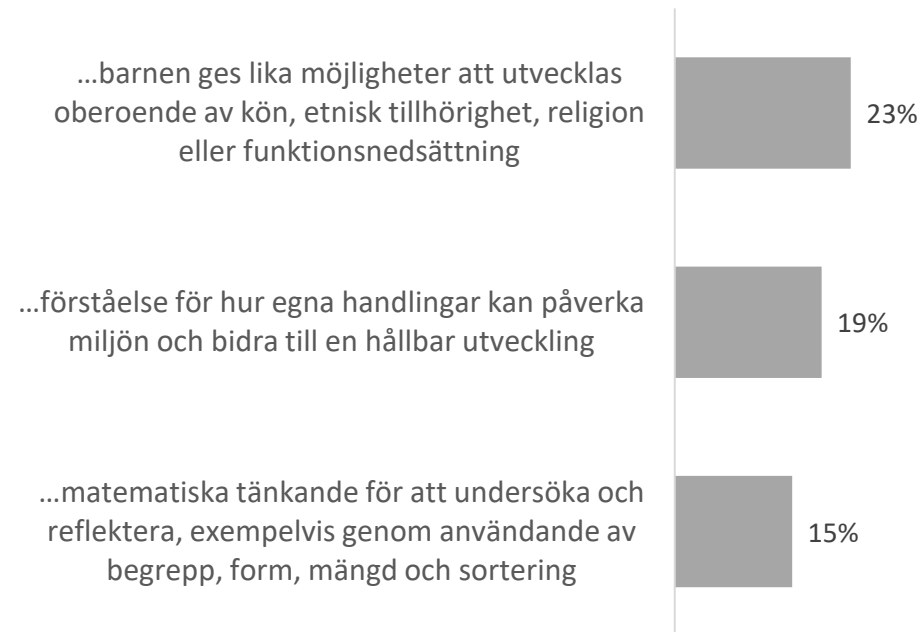 …barnen ges lika möjligheter att utvecklas
oberoende av kön, etnisk tillhörighet, religion
eller funktionsnedsättning
23%
…förståelse för hur egna handlingar kan påverka
miljön och bidra till en hållbar utveckling
19%
…matematiska tänkande för att undersöka och
reflektera, exempelvis genom användande av
begrepp, form, mängd och sortering
15%